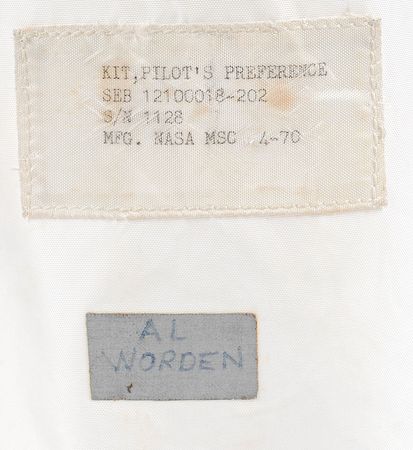 KIT,PILOT'S PREFERENCE
SEB 12100018-202
S/N 1128
MFG. NASA MSC 4-70
AL
WORDEN